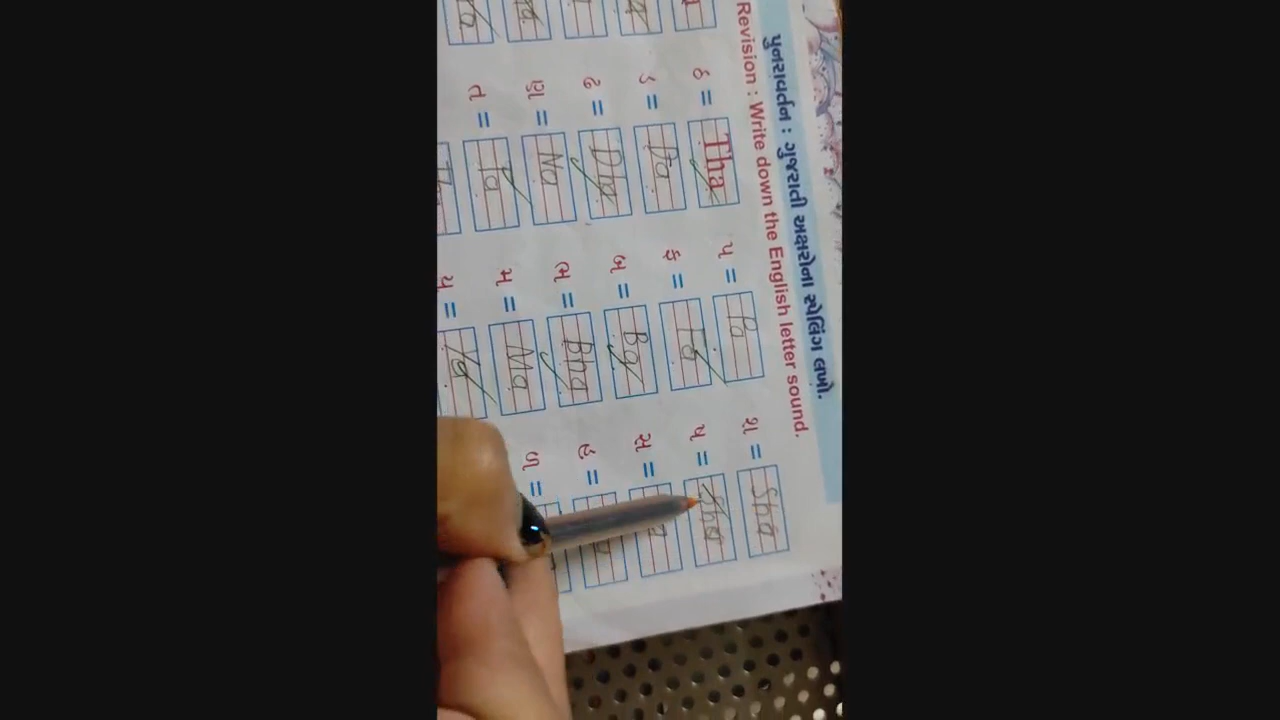 પુનરાવર્તન : ગુજરાતી અક્ષરોના સ્પેલિંગ લખો.
Revision : Write down the English letter sound.
ઠ = Tha
પ = Pa
શ = Sha
ડ = Da
ફ = Fa
ષ = Sha
ઢ = Dha
બ = Ba
સ =
ણ = Na
ભ = Bha
હ =
ત = Ta
મ = Ma
ળ =
ય = Ya